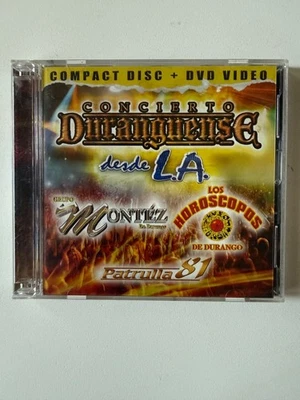 COMPACT DISC + DVD VIDEO
CONCIERTO
Duranguense
desde L.A.
MONTÉZ
LOS
HOROSCOPOS
DE DURANGO
Patrulla 81